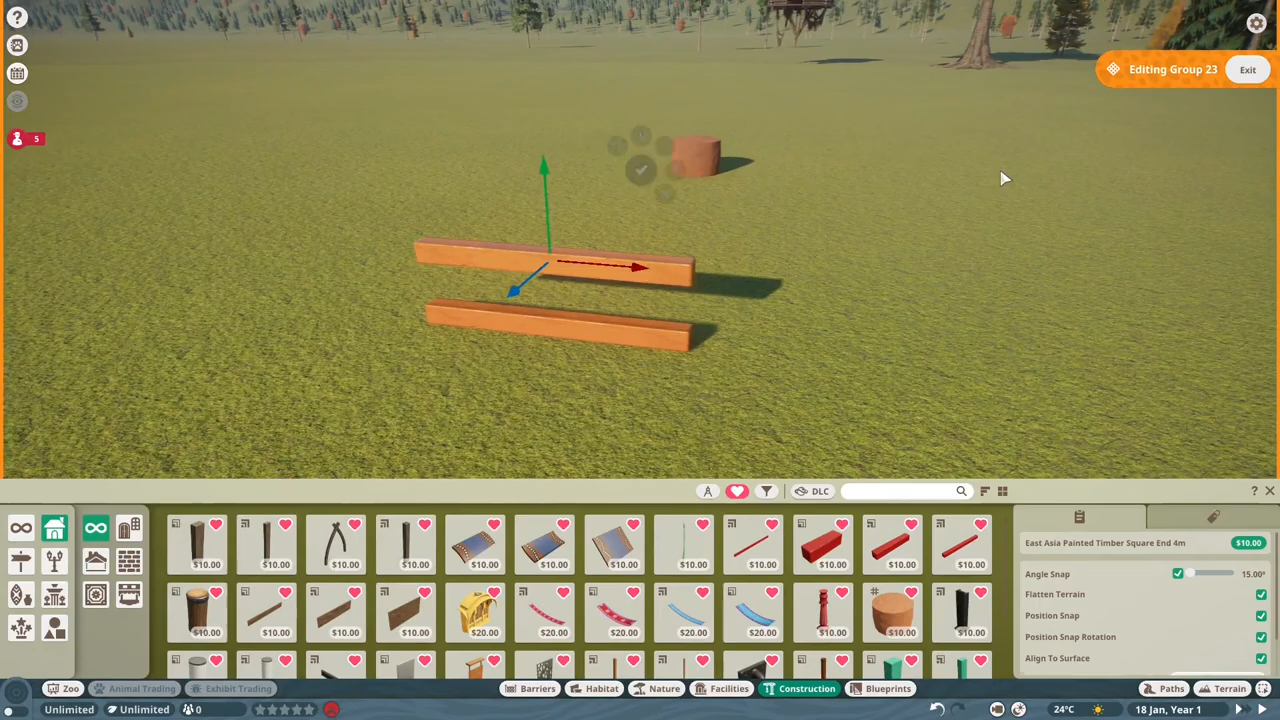 ?
Editing Group 23
Exit
5
DLC
? ×
$10.00 $10.00 $10.00 $10.00 $10.00 $10.00 $10.00 $10.00 $10.00 $10.00 $10.00 $10.00
$10.00 $10.00 $10.00 $10.00 $20.00 $20.00 $20.00 $20.00 $20.00 $10.00 $10.00 $10.00
East Asia Painted Timber Square End 4m $10.00
Angle Snap 15.00°
Flatten Terrain
Position Snap
Position Snap Rotation
Align To Surface
Zoo Animal Trading Exhibit Trading Barriers Habitat Nature Facilities Construction Blueprints Paths Terrain
Unlimited Unlimited 0 24°C 18 Jan, Year 1